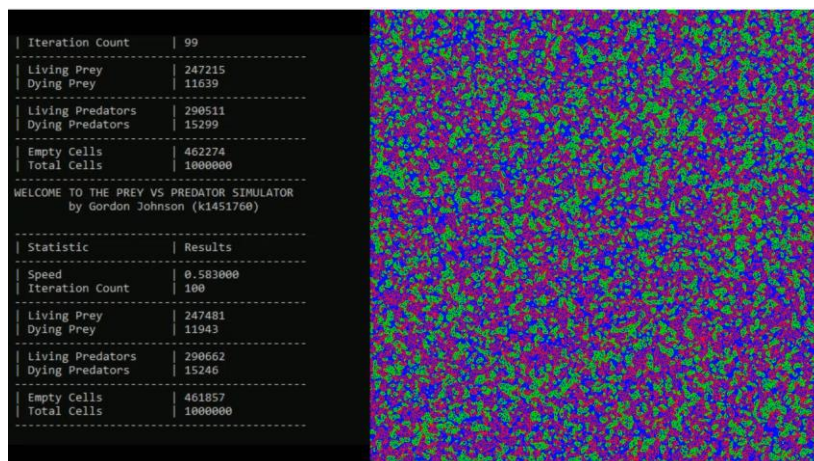 | Iteration Count | 99
---------------------------------------------
| Living Prey | 247215
| Dying Prey | 11639
---------------------------------------------
| Living Predators | 290511
| Dying Predators | 15299
---------------------------------------------
| Empty Cells | 462274
| Total Cells | 1000000
---------------------------------------------
WELCOME TO THE PREY VS PREDATOR SIMULATOR
by Gordon Johnson (k1451760)
---------------------------------------------
| Statistic | Results
---------------------------------------------
| Speed | 0.583000
| Iteration Count | 100
---------------------------------------------
| Living Prey | 247481
| Dying Prey | 11943
---------------------------------------------
| Living Predators | 290662
| Dying Predators | 15246
---------------------------------------------
| Empty Cells | 461857
| Total Cells | 1000000
---------------------------------------------